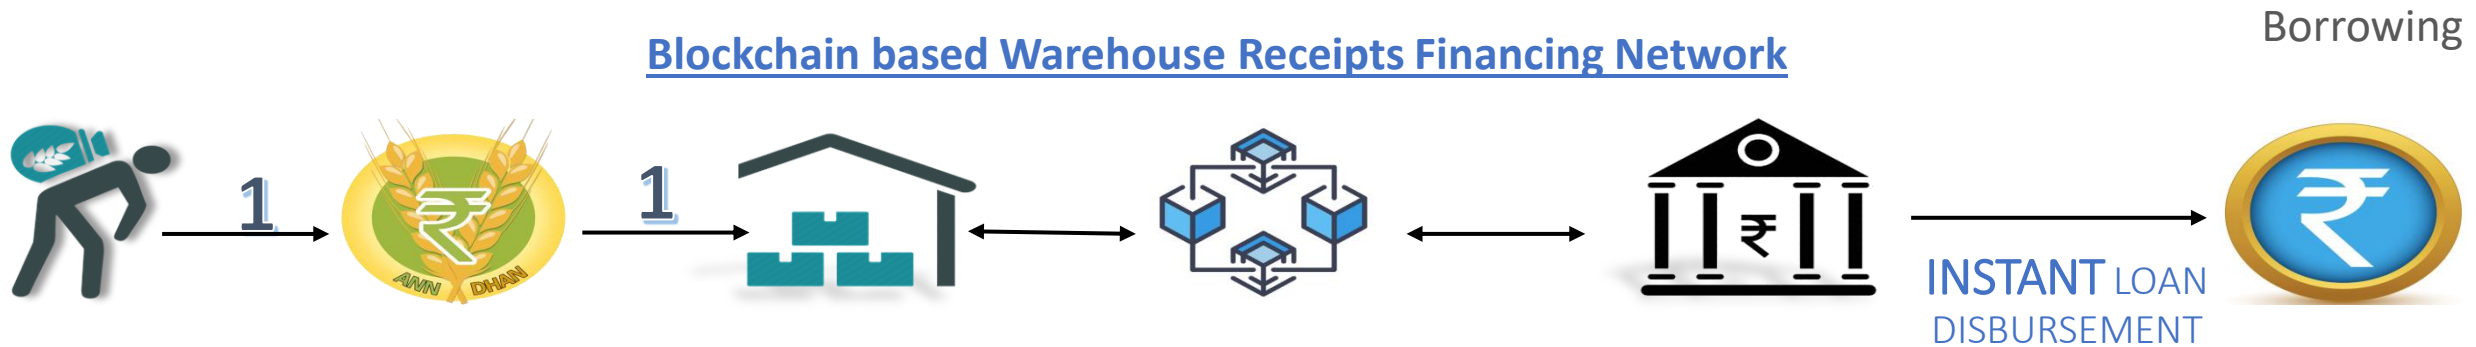 Borrowing
Blockchain based Warehouse Receipts Financing Network
1
₹
ANN DHAN
1
₹
₹
INSTANT LOAN
DISBURSEMENT